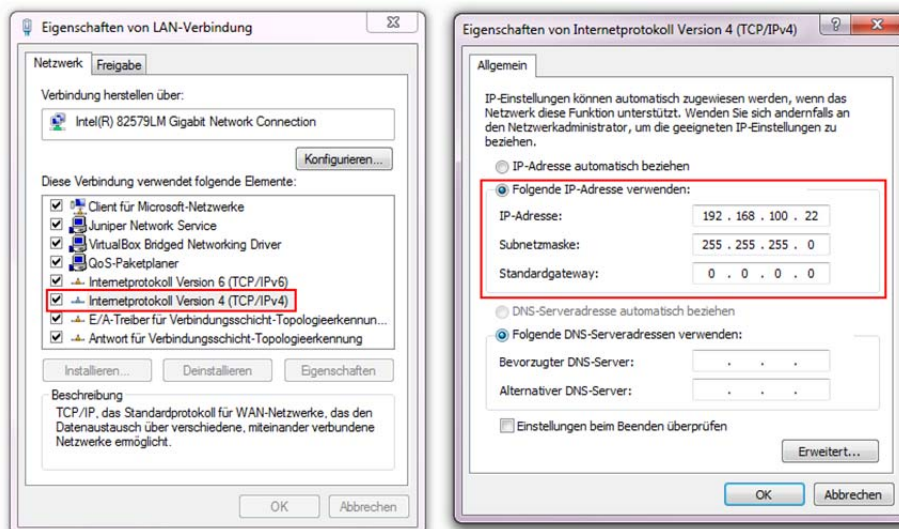 Eigenschaften von LAN-Verbindung
Netzwerk Freigabe
Verbindung herstellen über:
Intel(R) 82579LM Gigabit Network Connection
Konfigurieren...
Diese Verbindung verwendet folgende Elemente:
Client für Microsoft-Netzwerke
Juniper Network Service
VirtualBox Bridged Networking Driver
QoS-Paketplaner
Internetprotokoll Version 6 (TCP/IPv6)
Internetprotokoll Version 4 (TCP/IPv4)
E/A-Treiber für Verbindungsschicht-Topologieerkennun...
Antwort für Verbindungsschicht-Topologieerkennung
Installieren... Deinstallieren Eigenschaften
Beschreibung
TCP/IP, das Standardprotokoll für WAN-Netzwerke, das den
Datenaustausch über verschiedene, miteinander verbundene
Netzwerke ermöglicht.
OK Abbrechen
Eigenschaften von Internetprotokoll Version 4 (TCP/IPv4)
Allgemein
IP-Einstellungen können automatisch zugewiesen werden, wenn das
Netzwerk diese Funktion unterstützt. Wenden Sie sich andernfalls an
den Netzwerkadministrator, um die geeigneten IP-Einstellungen zu
beziehen.
IP-Adresse automatisch beziehen
Folgende IP-Adresse verwenden:
IP-Adresse: 192 . 168 . 100 . 22
Subnetzmaske: 255 . 255 . 255 . 0
Standardgateway: 0 . 0 . 0 . 0
DNS-Serveradresse automatisch beziehen
Folgende DNS-Serveradressen verwenden:
Bevorzugter DNS-Server: . . .
Alternativer DNS-Server: . . .
Einstellungen beim Beenden überprüfen
Erweitert...
OK Abbrechen